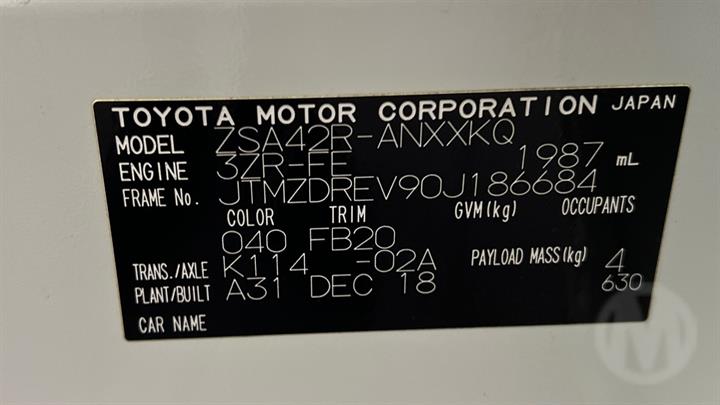 TOYOTA MOTOR CORPORATION JAPAN
MODEL ZSA42R-ANXXKQ
ENGINE 3ZR-FE 1987 mL
FRAME No. JTMZDREV90J186684
COLOR TRIM GVM(kg) OCCUPANTS
040 FB20
TRANS./AXLE K114 -02A PAYLOAD MASS(kg) 4
PLANT/BUILT A31 DEC 18 630
CAR NAME
M